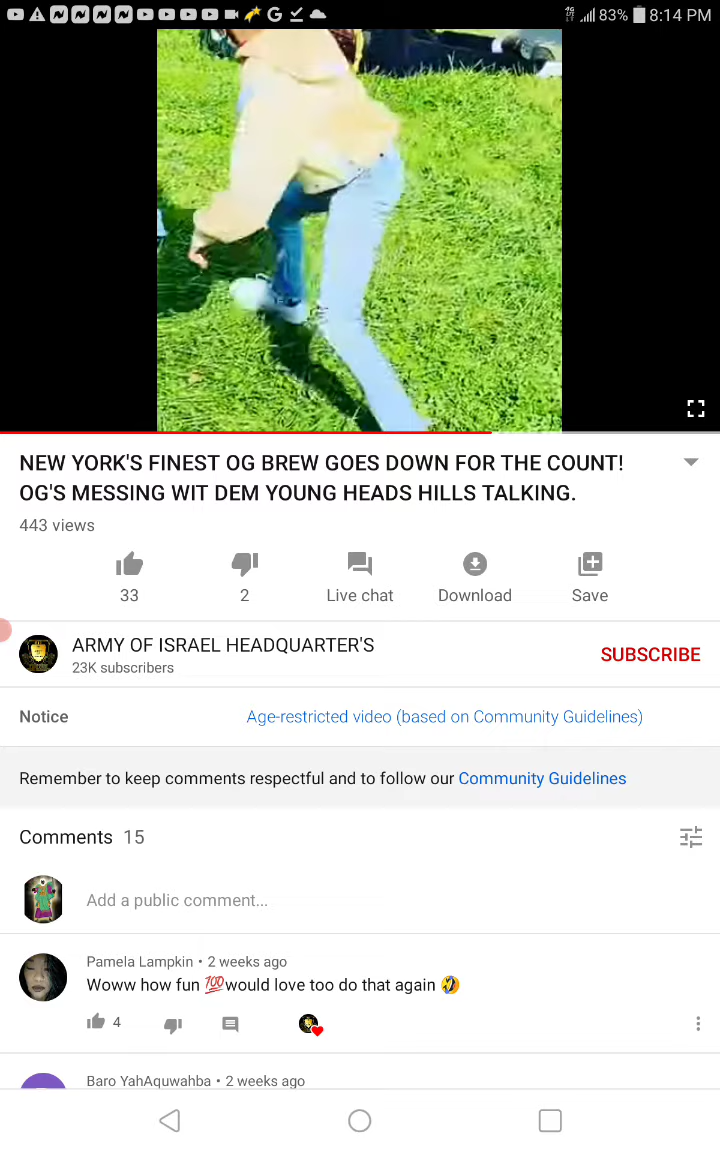 83% 8:14 PM
NEW YORK'S FINEST OG BREW GOES DOWN FOR THE COUNT!
OG'S MESSING WIT DEM YOUNG HEADS HILLS TALKING.
443 views
33 2 Live chat Download Save
ARMY OF ISRAEL HEADQUARTER'S
23K subscribers
SUBSCRIBE
Notice Age-restricted video (based on Community Guidelines)
Remember to keep comments respectful and to follow our Community Guidelines
Comments 15
Add a public comment...
Pamela Lampkin • 2 weeks ago
Woww how fun 💯would love too do that again 🤣
4
Baro YahAquwahba • 2 weeks ago